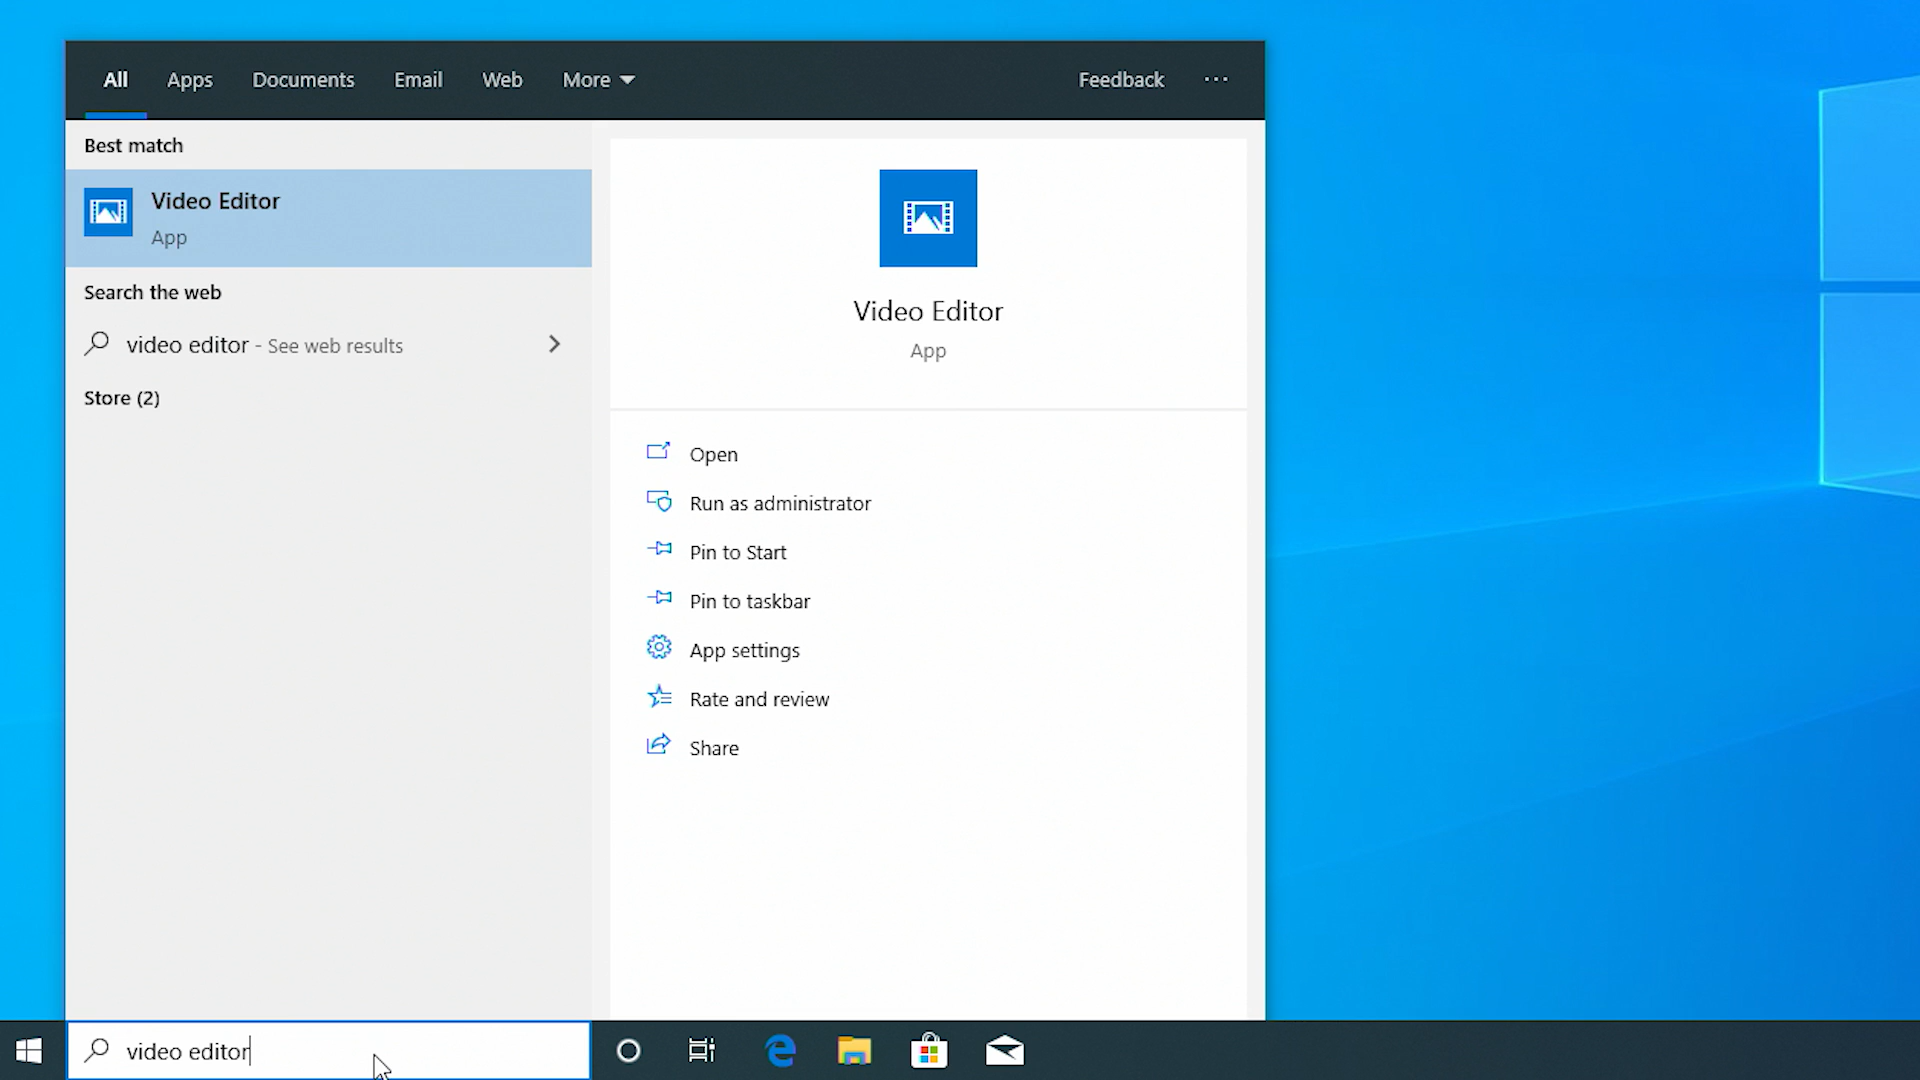 All Apps Documents Email Web More Feedback ···
Best match
Video Editor
App
Search the web
video editor - See web results
Store (2)
Video Editor
App
Open
Run as administrator
Pin to Start
Pin to taskbar
App settings
Rate and review
Share
video editor